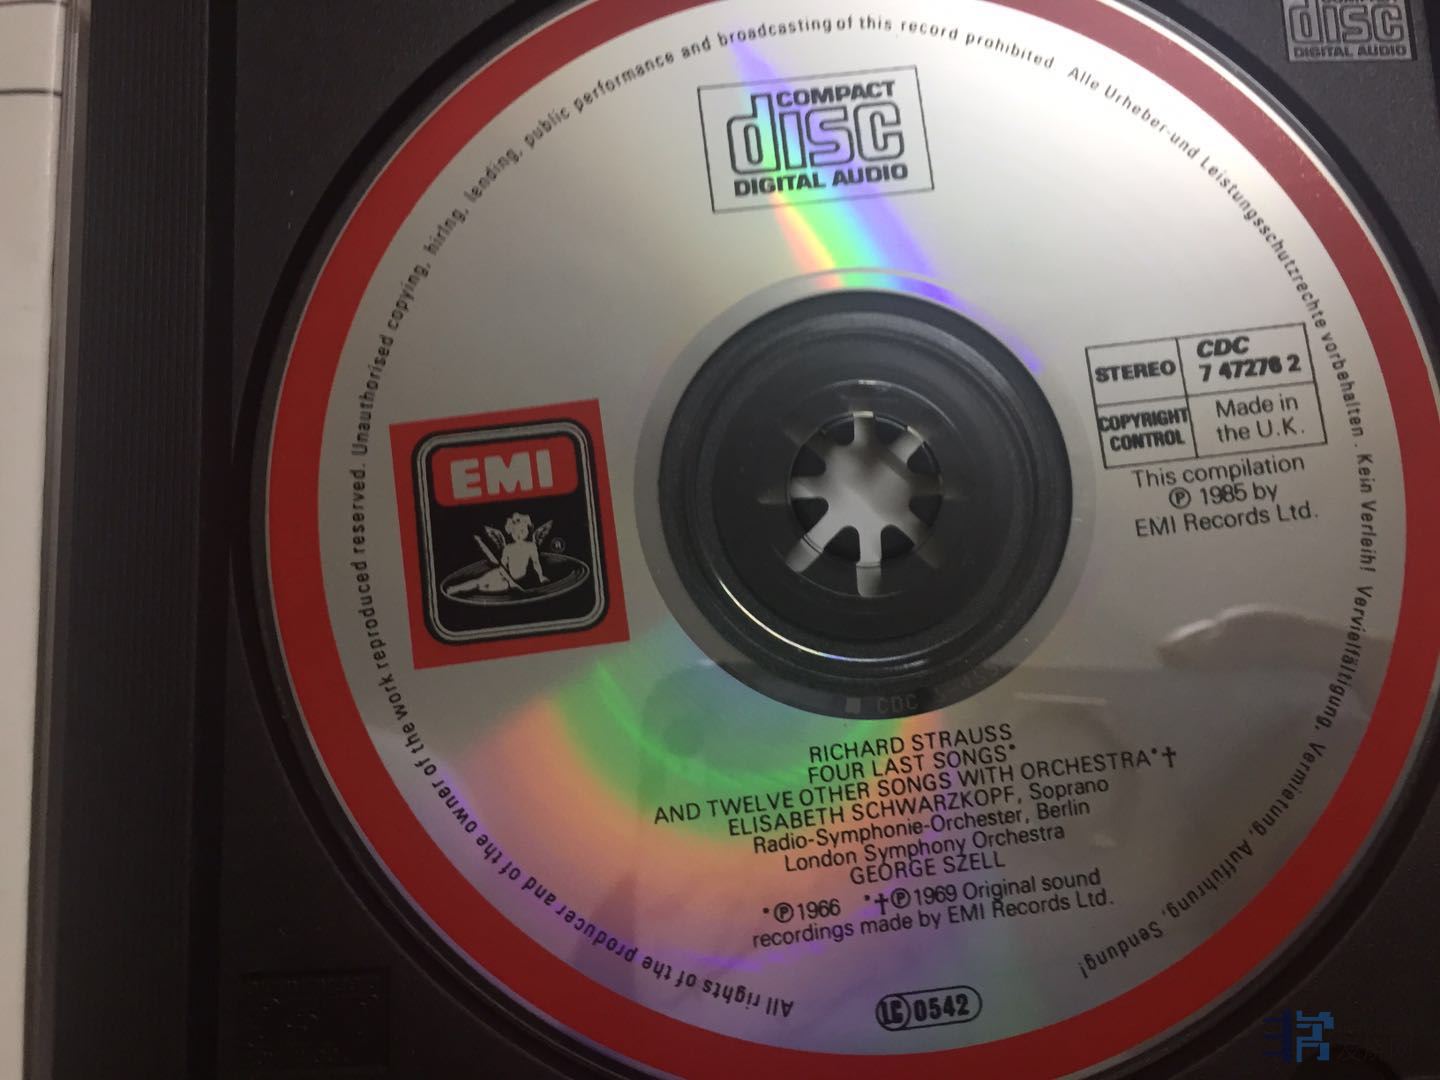 All rights of the producer and of the owner of the work reproduced reserved. Unauthorised copying, hiring, lending, public performance and broadcasting of this record prohibited
Alle Urheber-und Leistungsschutzrechte vorbehalten. Kein Verleih! Vervielfältigung, Vermietung, Aufführung, Sendung!
COMPACT
disc
DIGITAL AUDIO
disc
DIGITAL AUDIO
EMI
®
STEREO
CDC
7 47276 2
COPYRIGHT
CONTROL
Made in
the U.K.
This compilation
℗ 1985 by
EMI Records Ltd.
CDC
RICHARD STRAUSS
FOUR LAST SONGS*
AND TWELVE OTHER SONGS WITH ORCHESTRA*†
ELISABETH SCHWARZKOPF, Soprano
Radio-Symphonie-Orchester, Berlin
London Symphony Orchestra
GEORGE SZELL
*℗1966 *†℗1969 Original sound
recordings made by EMI Records Ltd.
LC 0542